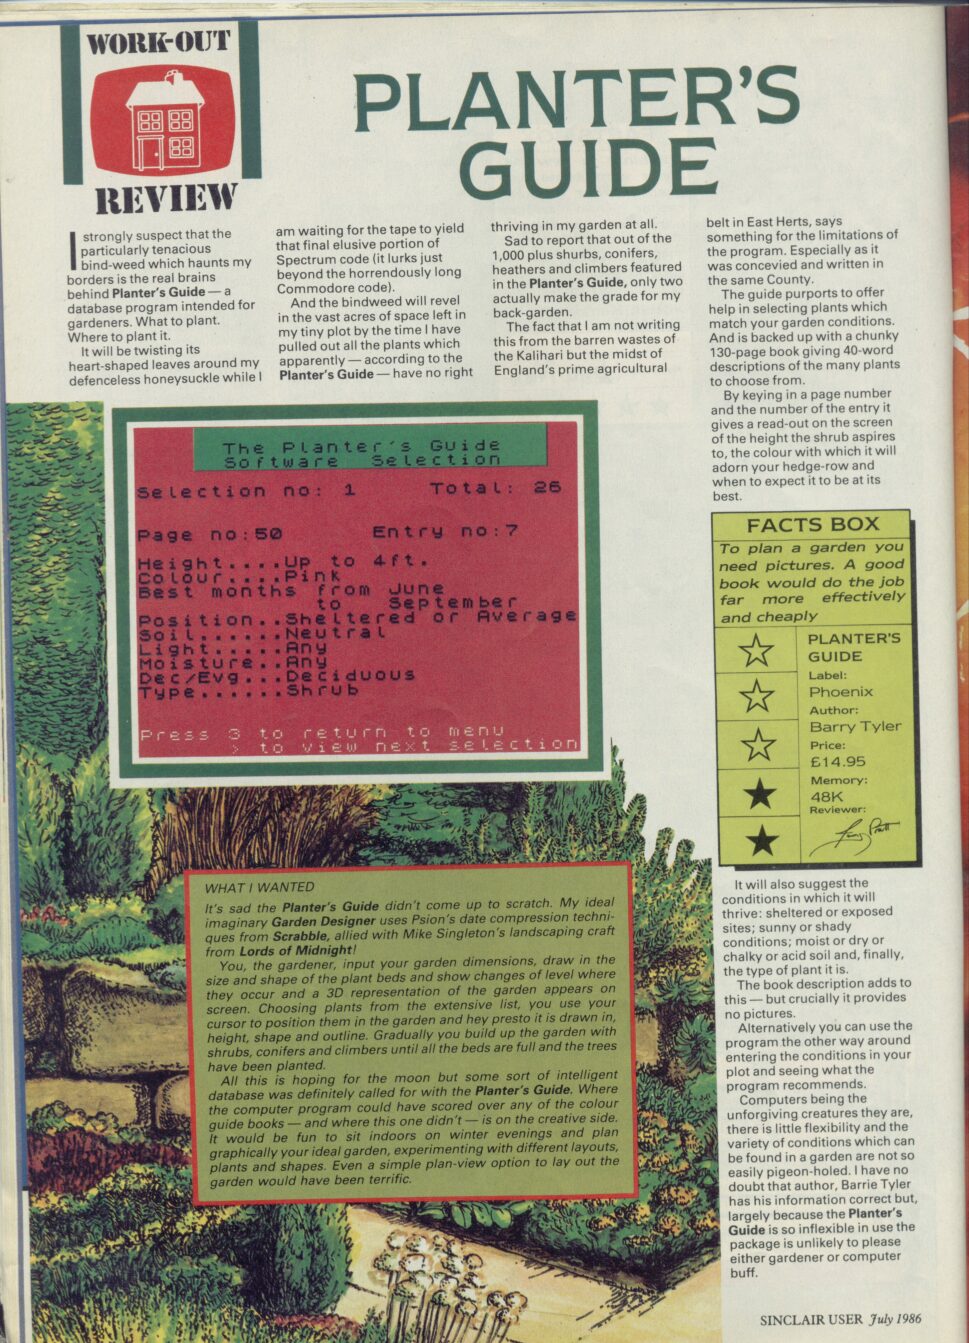 WORK-OUT
REVIEW
PLANTER'S
GUIDE
I strongly suspect that the
particularly tenacious
bind-weed which haunts my
borders is the real brains
behind Planter's Guide — a
database program intended for
gardeners. What to plant.
Where to plant it.
It will be twisting its
heart-shaped leaves around my
defenceless honeysuckle while I
am waiting for the tape to yield
that final elusive portion of
Spectrum code (it lurks just
beyond the horrendously long
Commodore code).
And the bindweed will revel
in the vast acres of space left in
my tiny plot by the time I have
pulled out all the plants which
apparently — according to the
Planter's Guide — have no right
thriving in my garden at all.
Sad to report that out of the
1,000 plus shurbs, conifers,
heathers and climbers featured
in the Planter's Guide, only two
actually make the grade for my
back-garden.
The fact that I am not writing
this from the barren wastes of
the Kalihari but the midst of
England's prime agricultural
belt in East Herts, says
something for the limitations of
the program. Especially as it
was concevied and written in
the same County.
The guide purports to offer
help in selecting plants which
match your garden conditions.
And is backed up with a chunky
130-page book giving 40-word
descriptions of the many plants
to choose from.
By keying in a page number
and the number of the entry it
gives a read-out on the screen
of the height the shrub aspires
to, the colour with which it will
adorn your hedge-row and
when to expect it to be at its
best.
The Planter's Guide
Software Selection
Selection no: 1 Total: 26
Page no:50 Entry no:7
Height....Up to 4ft.
Colour....Pink
Best months from June
to September
Position..Sheltered or Average
Soil......Neutral
Light.....Any
Moisture..Any
Dec/Evg...Deciduous
Type......Shrub
Press 3 to return to menu
> to view next selection
FACTS BOX
To plan a garden you
need pictures. A good
book would do the job
far more effectively
and cheaply
PLANTER'S
GUIDE
Label:
Phoenix
Author:
Barry Tyler
Price:
£14.95
Memory:
48K
Reviewer:
WHAT I WANTED
It's sad the Planter's Guide didn't come up to scratch. My ideal
imaginary Garden Designer uses Psion's date compression techni-
ques from Scrabble, allied with Mike Singleton's landscaping craft
from Lords of Midnight!
You, the gardener, input your garden dimensions, draw in the
size and shape of the plant beds and show changes of level where
they occur and a 3D representation of the garden appears on
screen. Choosing plants from the extensive list, you use your
cursor to position them in the garden and hey presto it is drawn in,
height, shape and outline. Gradually you build up the garden with
shrubs, conifers and climbers until all the beds are full and the trees
have been planted.
All this is hoping for the moon but some sort of intelligent
database was definitely called for with the Planter's Guide. Where
the computer program could have scored over any of the colour
guide books — and where this one didn't — is on the creative side.
It would be fun to sit indoors on winter evenings and plan
graphically your ideal garden, experimenting with different layouts,
plants and shapes. Even a simple plan-view option to lay out the
garden would have been terrific.
It will also suggest the
conditions in which it will
thrive: sheltered or exposed
sites; sunny or shady
conditions; moist or dry or
chalky or acid soil and, finally,
the type of plant it is.
The book description adds to
this — but crucially it provides
no pictures.
Alternatively you can use the
program the other way around
entering the conditions in your
plot and seeing what the
program recommends.
Computers being the
unforgiving creatures they are,
there is little flexibility and the
variety of conditions which can
be found in a garden are not so
easily pigeon-holed. I have no
doubt that author, Barrie Tyler
has his information correct but,
largely because the Planter's
Guide is so inflexible in use the
package is unlikely to please
either gardener or computer
buff.
SINCLAIR USER July 1986